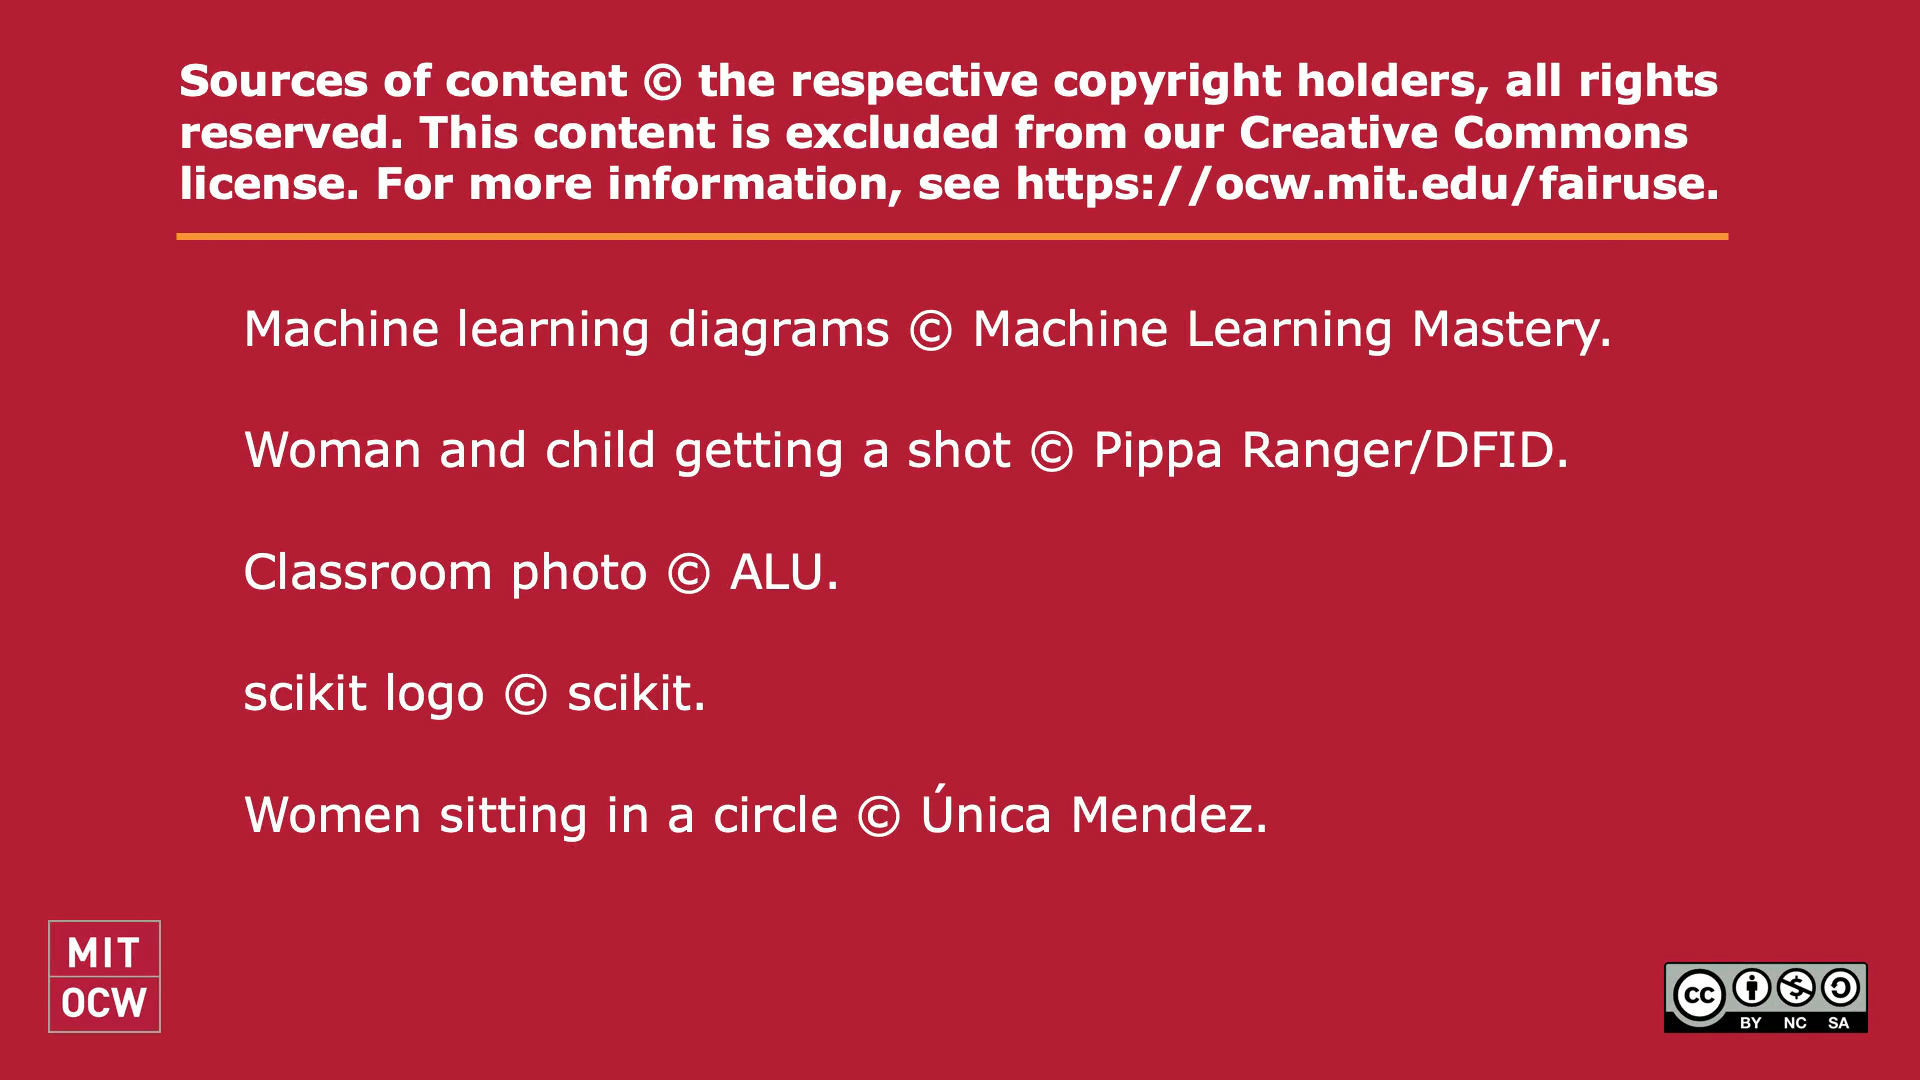 Sources of content © the respective copyright holders, all rights
reserved. This content is excluded from our Creative Commons
license. For more information, see https://ocw.mit.edu/fairuse.
Machine learning diagrams © Machine Learning Mastery.
Woman and child getting a shot © Pippa Ranger/DFID.
Classroom photo © ALU.
scikit logo © scikit.
Women sitting in a circle © Única Mendez.
MIT
OCW
cc
BY NC SA